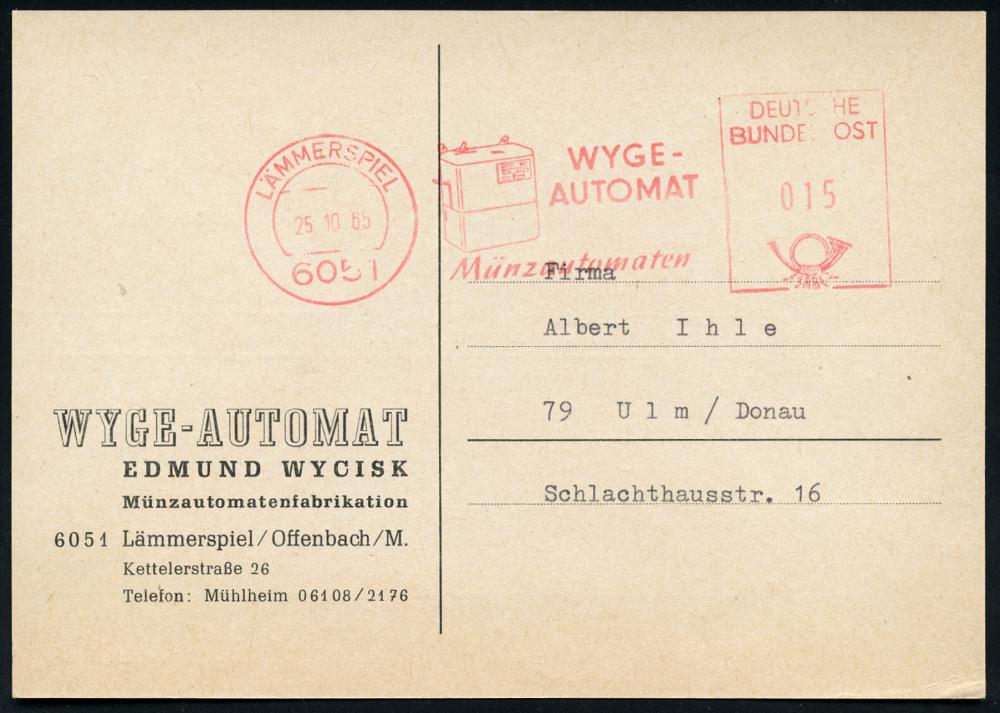 LÄMMERSPIEL
25.10.65
6051
WYGE-
AUTOMAT
Münzautomaten
DEUTSCHE
BUNDESPOST
015
Firma
Albert Ihle
79 Ulm/Donau
Schlachthausstr. 16
WYGE-AUTOMAT
EDMUND WYCISK
Münzautomatenfabrikation
6051 Lämmerspiel/Offenbach/M.
Kettelerstraße 26
Telefon: Mühlheim 06108/2176